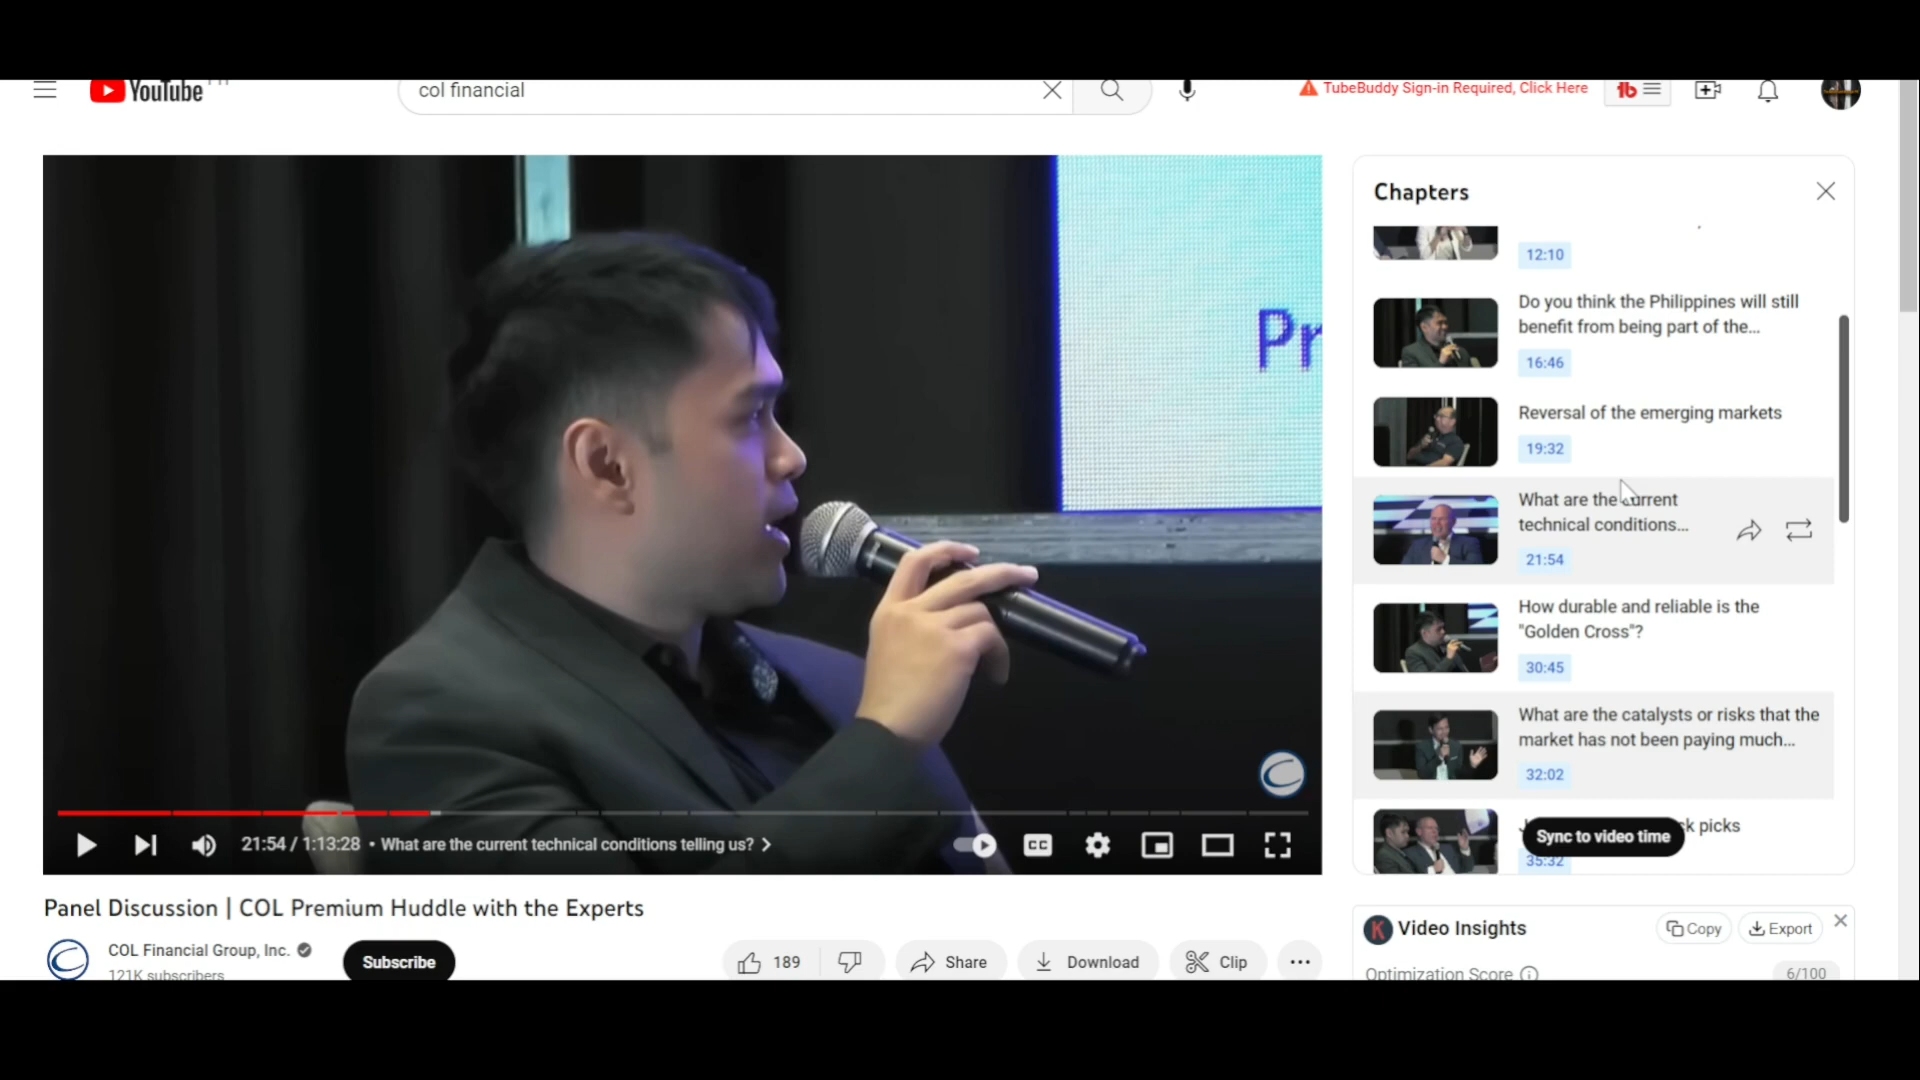 YouTube
col financial
TubeBuddy Sign-in Required, Click Here
Pr
Chapters
12:10
Do you think the Philippines will still
benefit from being part of the...
16:46
Reversal of the emerging markets
19:32
What are the current
technical conditions...
21:54
How durable and reliable is the
"Golden Cross"?
30:45
What are the catalysts or risks that the
market has not been paying much...
32:02
ck picks
Sync to video time
35:32
21:54 / 1:13:28 • What are the current technical conditions telling us?
CC
Panel Discussion | COL Premium Huddle with the Experts
COL Financial Group, Inc.
121K subscribers
Subscribe
189
Share
Download
Clip
K Video Insights
Copy
Export
Optimization Score
6/100